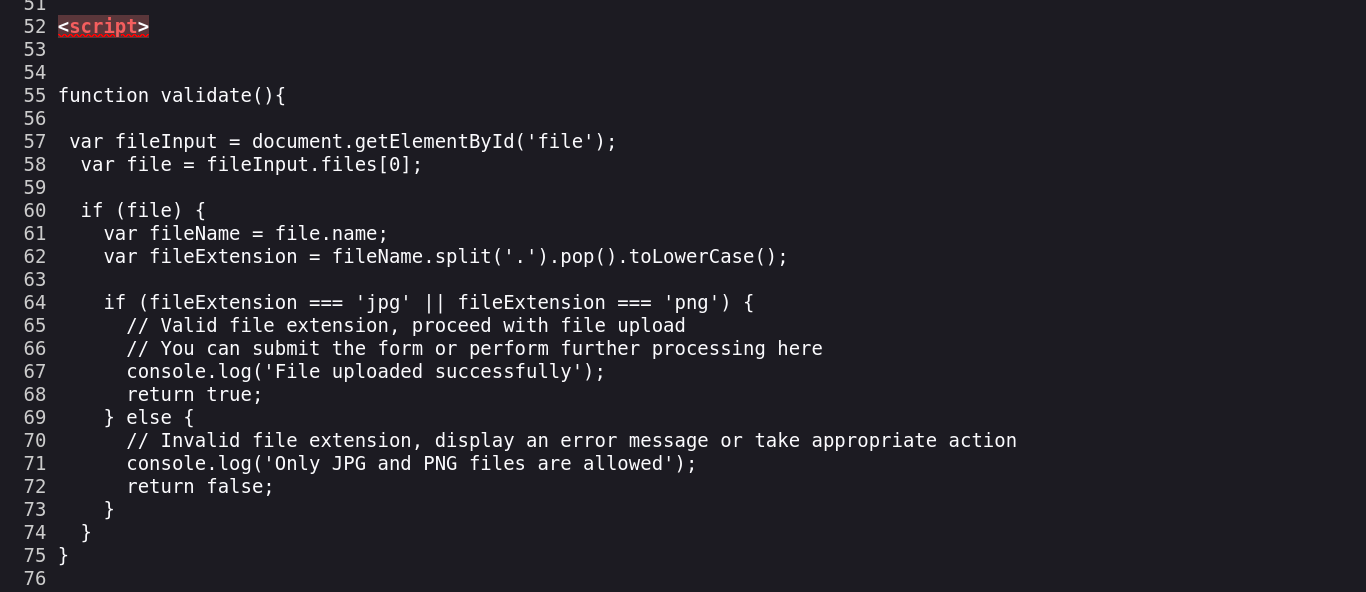 51
52 <script>
53
54
55 function validate(){
56
57  var fileInput = document.getElementById('file');
58   var file = fileInput.files[0];
59
60   if (file) {
61     var fileName = file.name;
62     var fileExtension = fileName.split('.').pop().toLowerCase();
63
64     if (fileExtension === 'jpg' || fileExtension === 'png') {
65       // Valid file extension, proceed with file upload
66       // You can submit the form or perform further processing here
67       console.log('File uploaded successfully');
68       return true;
69     } else {
70       // Invalid file extension, display an error message or take appropriate action
71       console.log('Only JPG and PNG files are allowed');
72       return false;
73     }
74   }
75 }
76